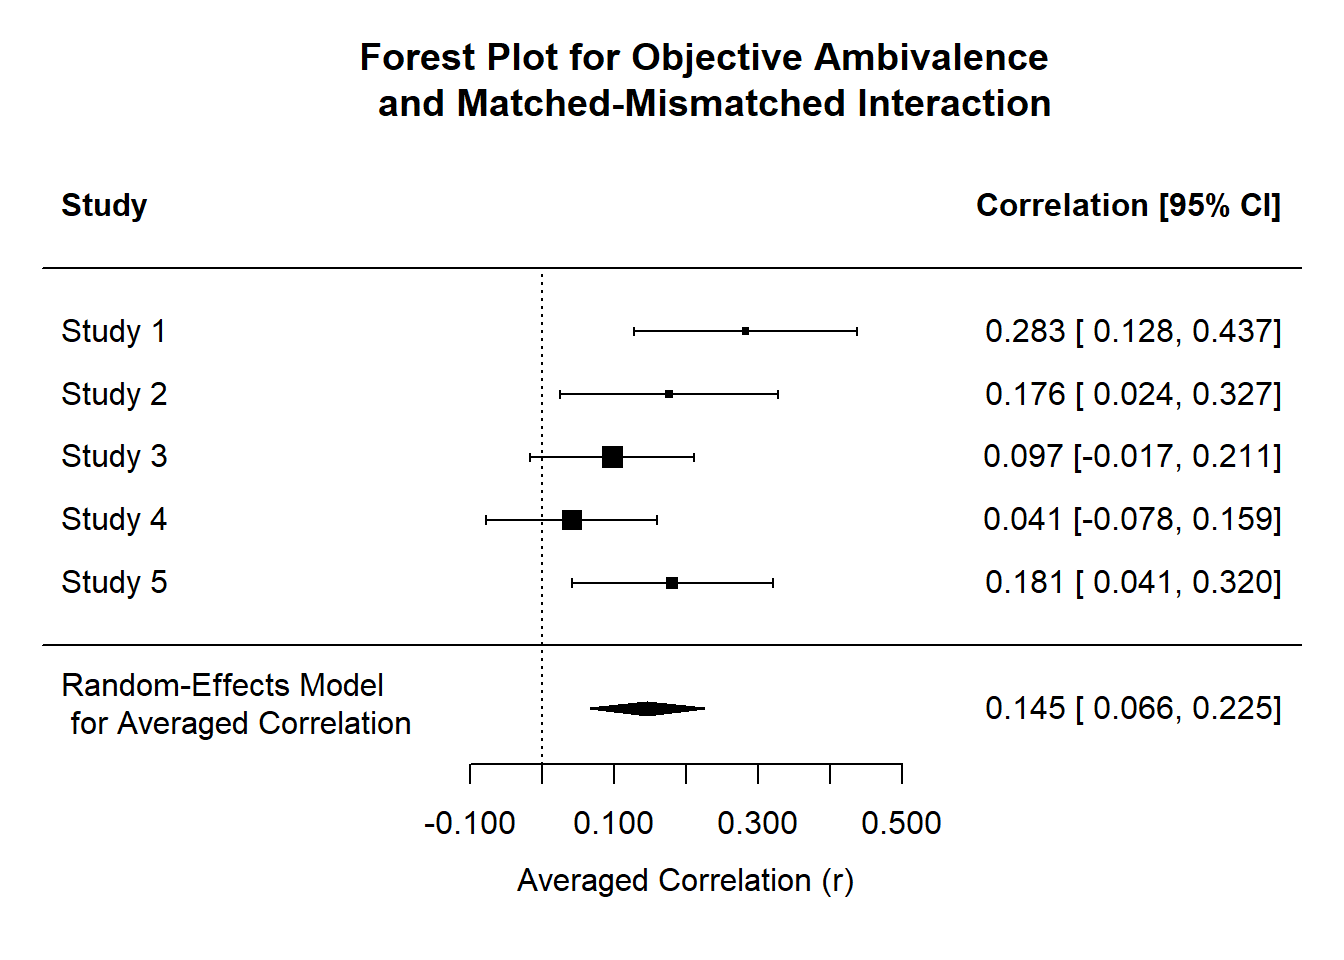 Forest Plot for Objective Ambivalence
and Matched-Mismatched Interaction
Study Correlation [95% CI]
Study 1 0.283 [ 0.128, 0.437]
Study 2 0.176 [ 0.024, 0.327]
Study 3 0.097 [-0.017, 0.211]
Study 4 0.041 [-0.078, 0.159]
Study 5 0.181 [ 0.041, 0.320]
Random-Effects Model
for Averaged Correlation 0.145 [ 0.066, 0.225]
-0.100 0.100 0.300 0.500
Averaged Correlation (r)